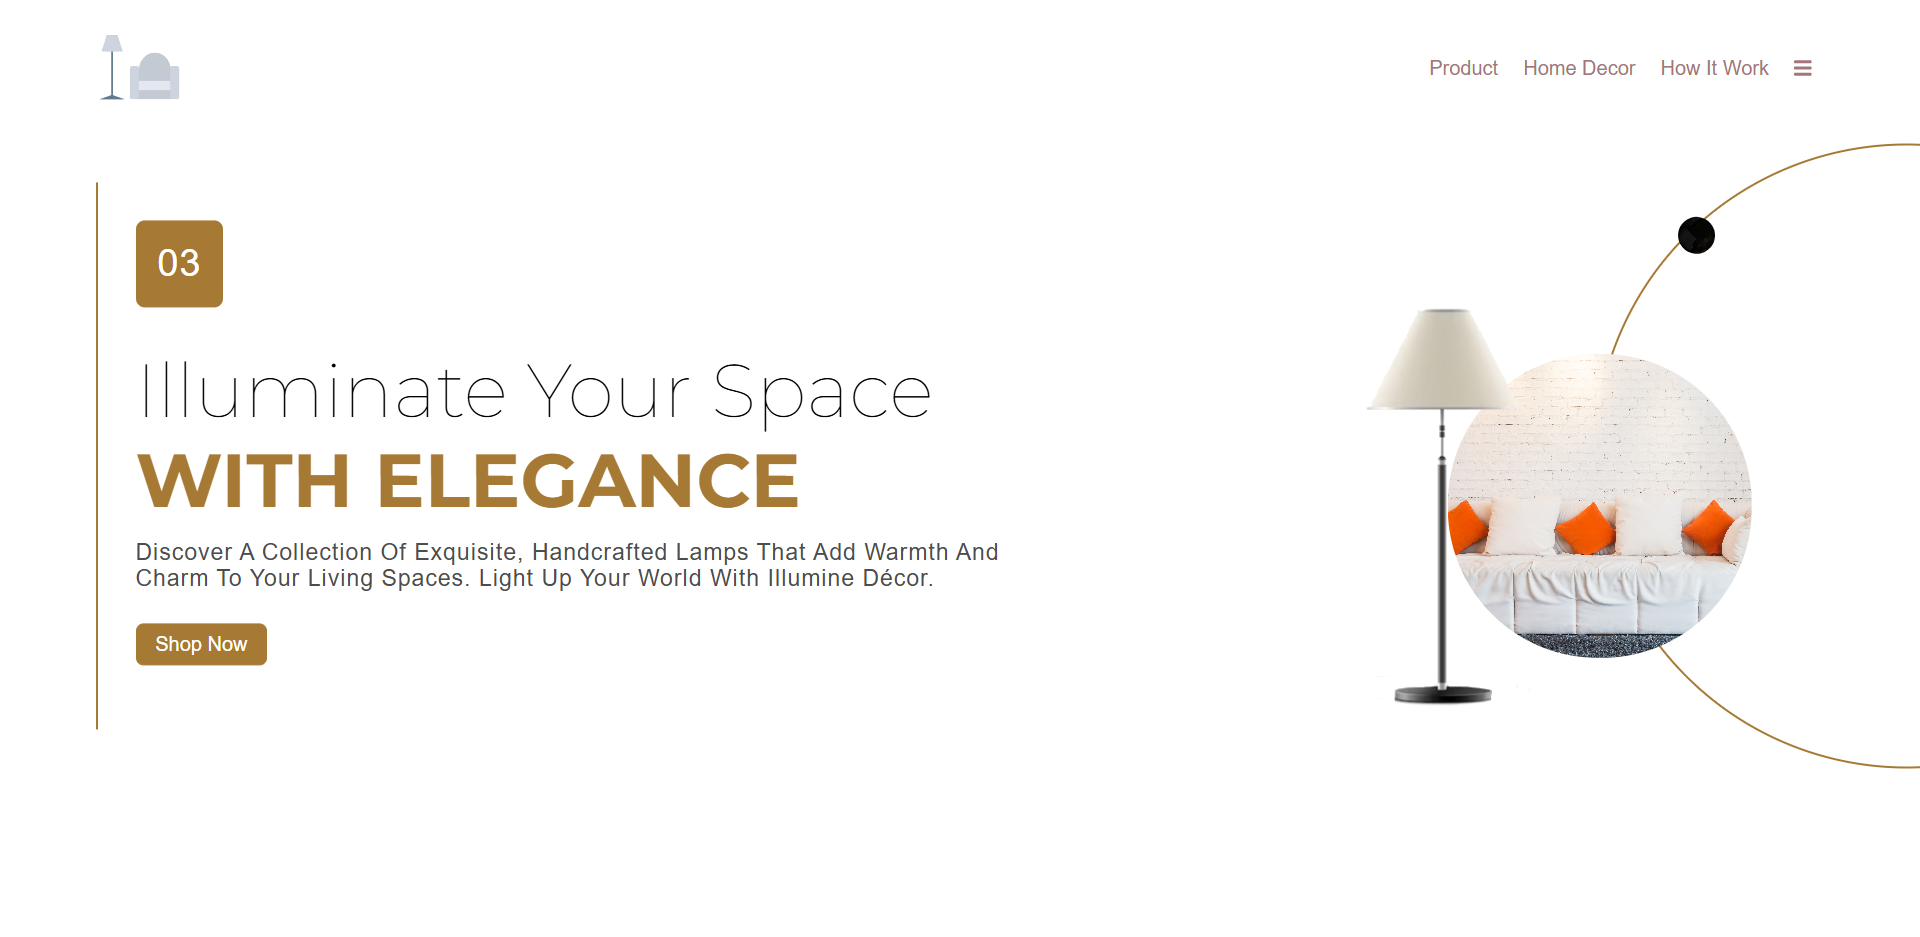 Product Home Decor How It Work
03
Illuminate Your Space
WITH ELEGANCE
Discover A Collection Of Exquisite, Handcrafted Lamps That Add Warmth And
Charm To Your Living Spaces. Light Up Your World With Illumine Décor.
Shop Now